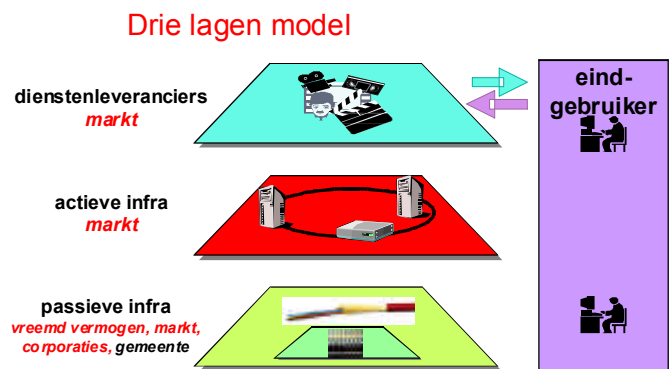 Drie lagen model
dienstenleveranciers
markt
eind-
gebruiker
actieve infra
markt
passieve infra
vreemd vermogen, markt,
corporaties, gemeente